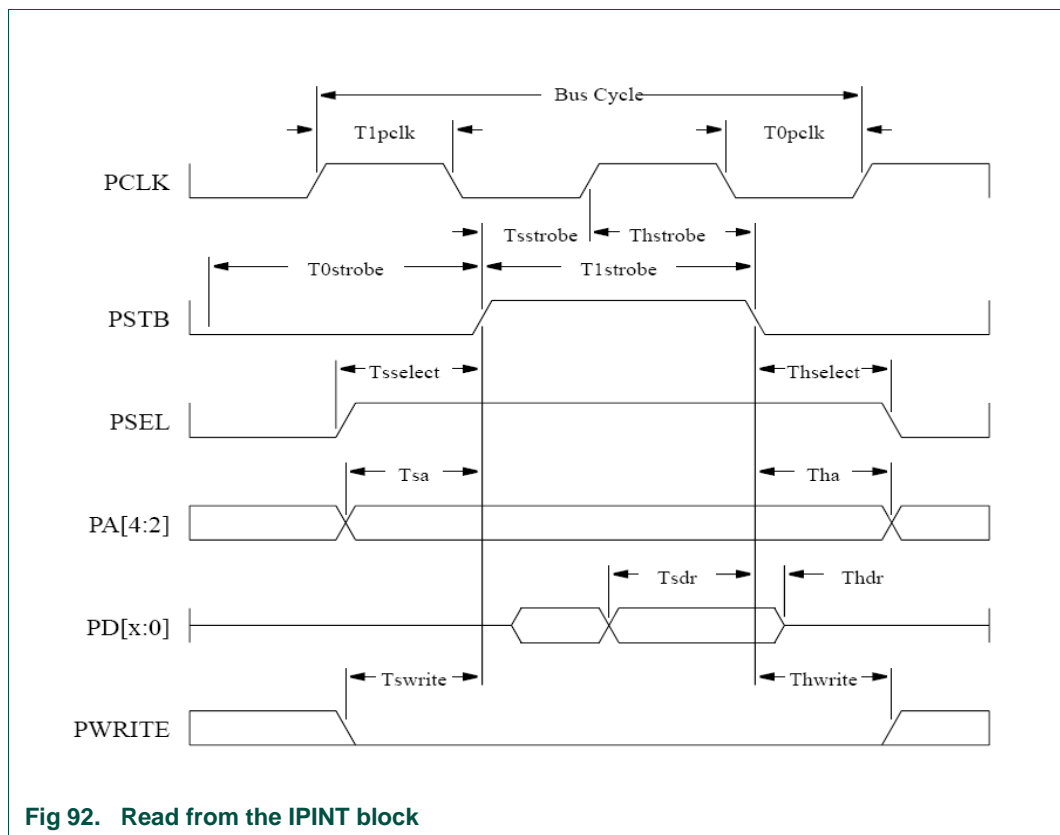 Bus Cycle
T1pclk
T0pclk
PCLK
Tsstrobe
Thstrobe
T0strobe
T1strobe
PSTB
Tsselect
Thselect
PSEL
Tsa
Tha
PA[4:2]
Tsdr
Thdr
PD[x:0]
Tswrite
Thwrite
PWRITE
Fig 92. Read from the IPINT block